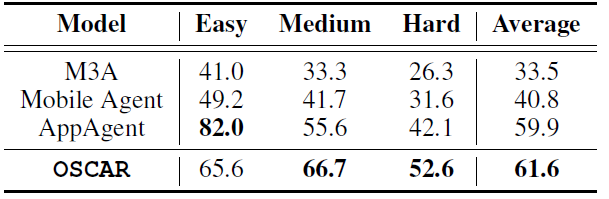 Model Easy Medium Hard Average
M3A 41.0 33.3 26.3 33.5
Mobile Agent 49.2 41.7 31.6 40.8
AppAgent 82.0 55.6 42.1 59.9
OSCAR 65.6 66.7 52.6 61.6